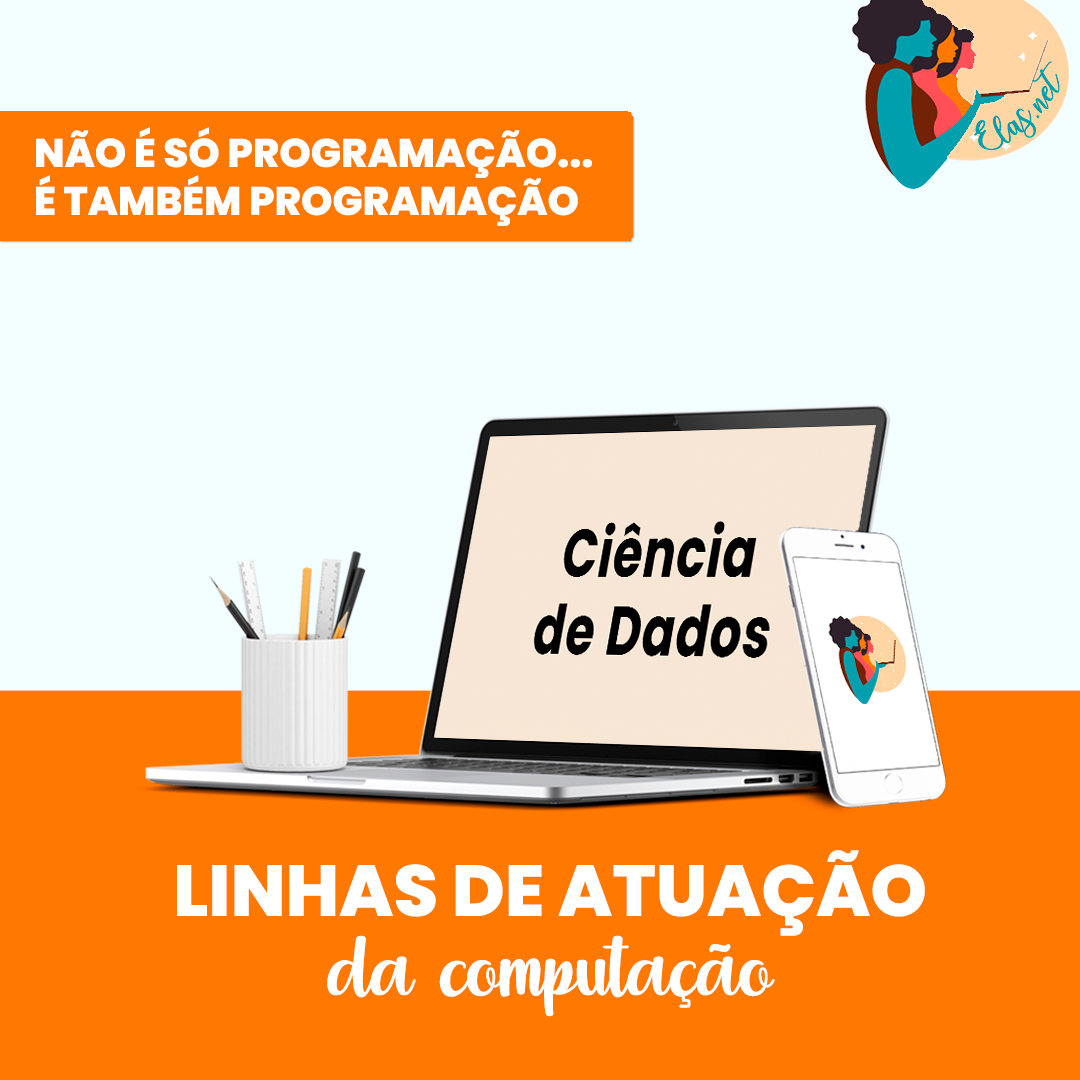 Elas.net
NÃO É SÓ PROGRAMAÇÃO...
É TAMBÉM PROGRAMAÇÃO
Ciência
de Dados
LINHAS DE ATUAÇÃO
da computação